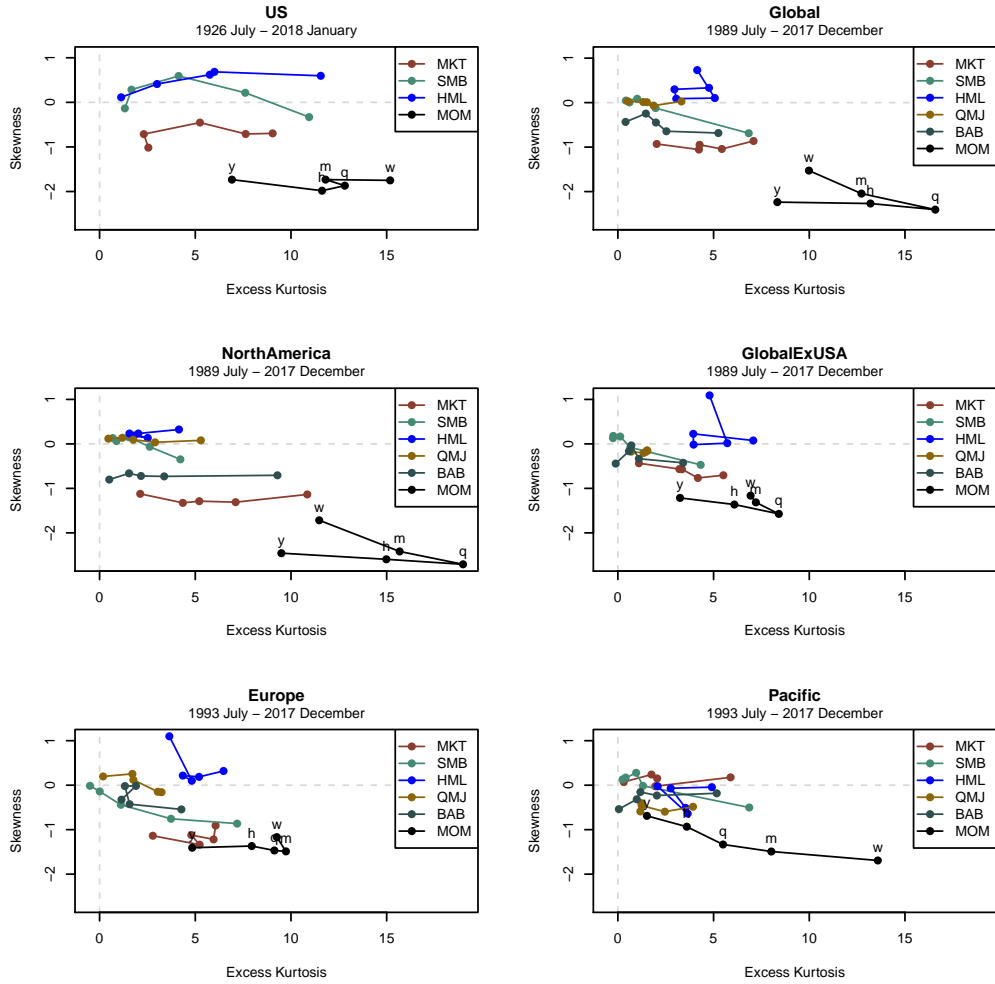 US
1926 July − 2018 January
Skewness
1
0
−1
−2
0
5
10
15
Excess Kurtosis
MKT
SMB
HML
MOM
y
h
m
q
w
Global
1989 July − 2017 December
Skewness
1
0
−1
−2
0
5
10
15
Excess Kurtosis
MKT
SMB
HML
QMJ
BAB
MOM
w
m
h
y
q
NorthAmerica
1989 July − 2017 December
Skewness
1
0
−1
−2
0
5
10
15
Excess Kurtosis
MKT
SMB
HML
QMJ
BAB
MOM
w
m
h
y
q
GlobalExUSA
1989 July − 2017 December
Skewness
1
0
−1
−2
0
5
10
15
Excess Kurtosis
MKT
SMB
HML
QMJ
BAB
MOM
y
h
w
m
q
Europe
1993 July − 2017 December
Skewness
1
0
−1
−2
0
5
10
15
Excess Kurtosis
MKT
SMB
HML
QMJ
BAB
MOM
y
h
w
q
m
Pacific
1993 July − 2017 December
Skewness
1
0
−1
−2
0
5
10
15
Excess Kurtosis
MKT
SMB
HML
QMJ
BAB
MOM
y
h
q
m
w